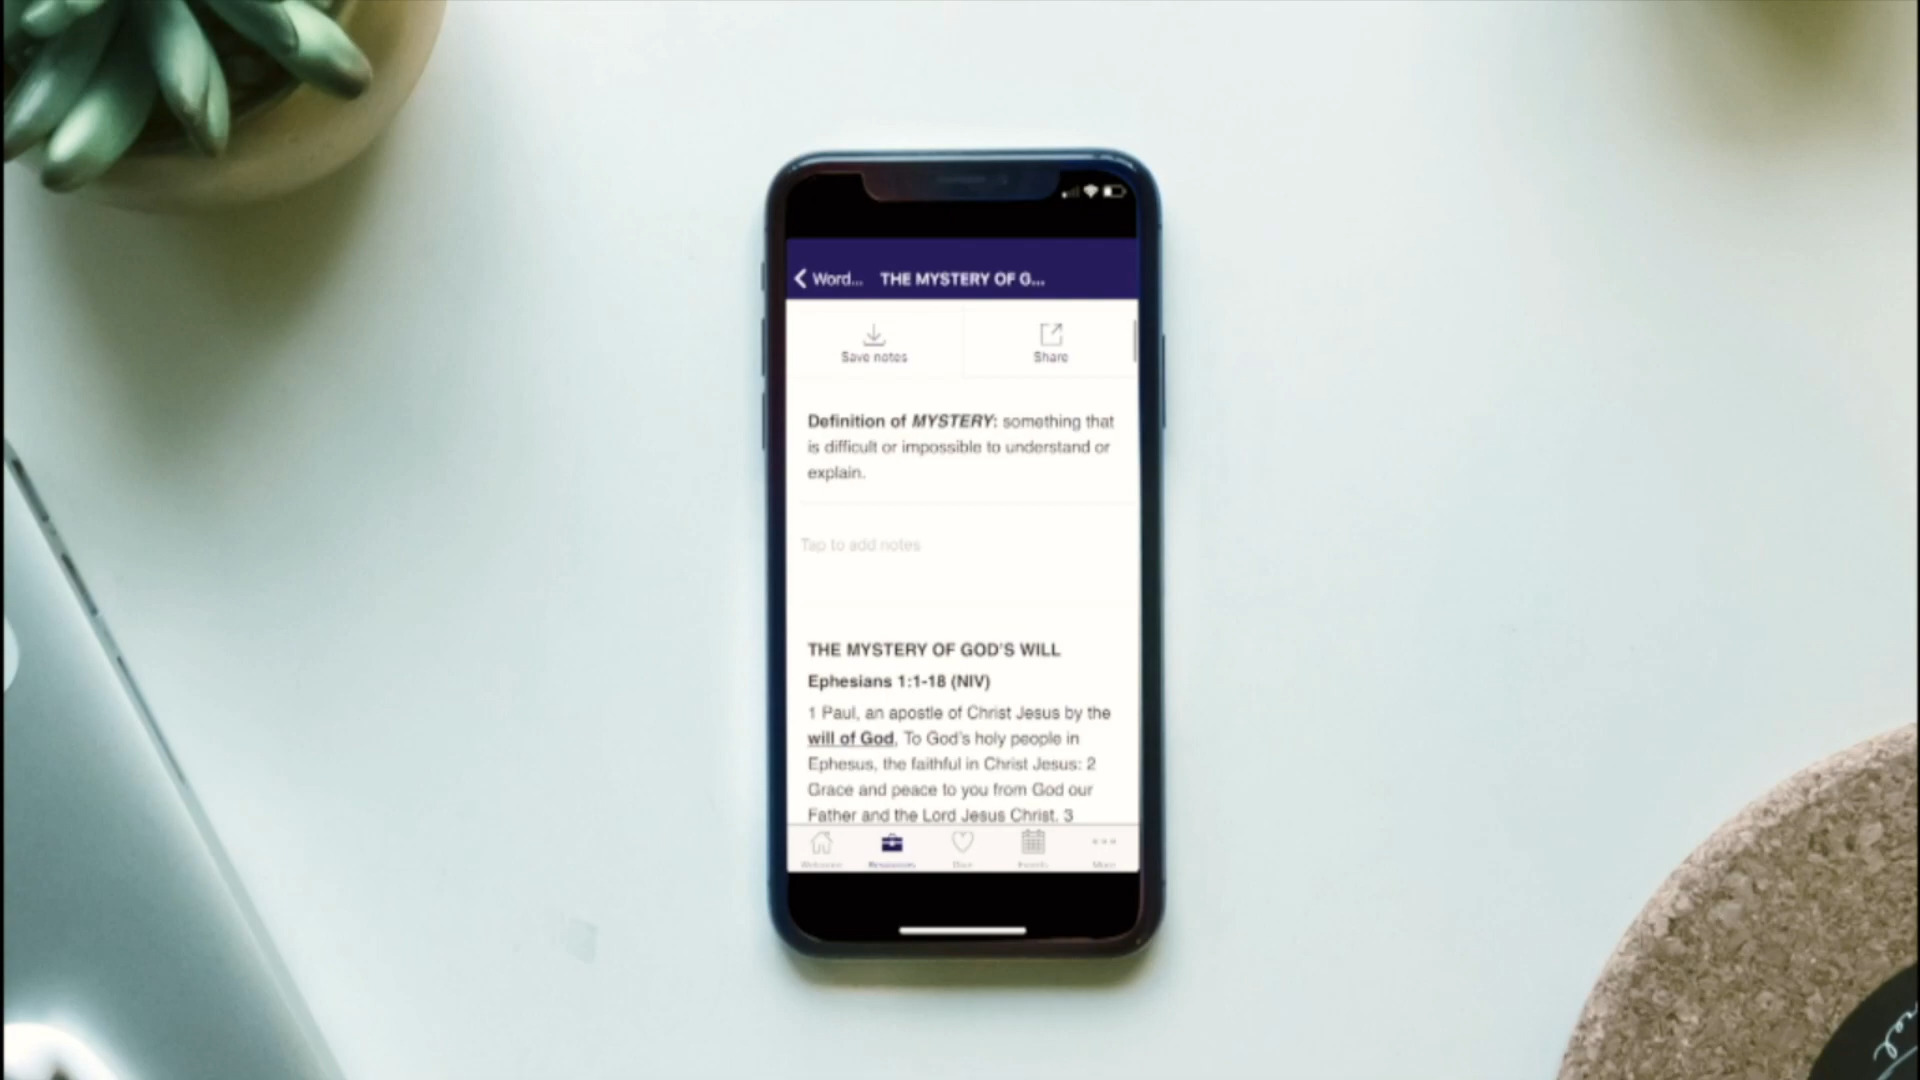 Word... THE MYSTERY OF G...
Save notes Share
Definition of MYSTERY: something that
is difficult or impossible to understand or
explain.
Tap to add notes
THE MYSTERY OF GOD'S WILL
Ephesians 1:1-18 (NIV)
1 Paul, an apostle of Christ Jesus by the
will of God, To God's holy people in
Ephesus, the faithful in Christ Jesus: 2
Grace and peace to you from God our
Father and the Lord Jesus Christ. 3
Resources
More